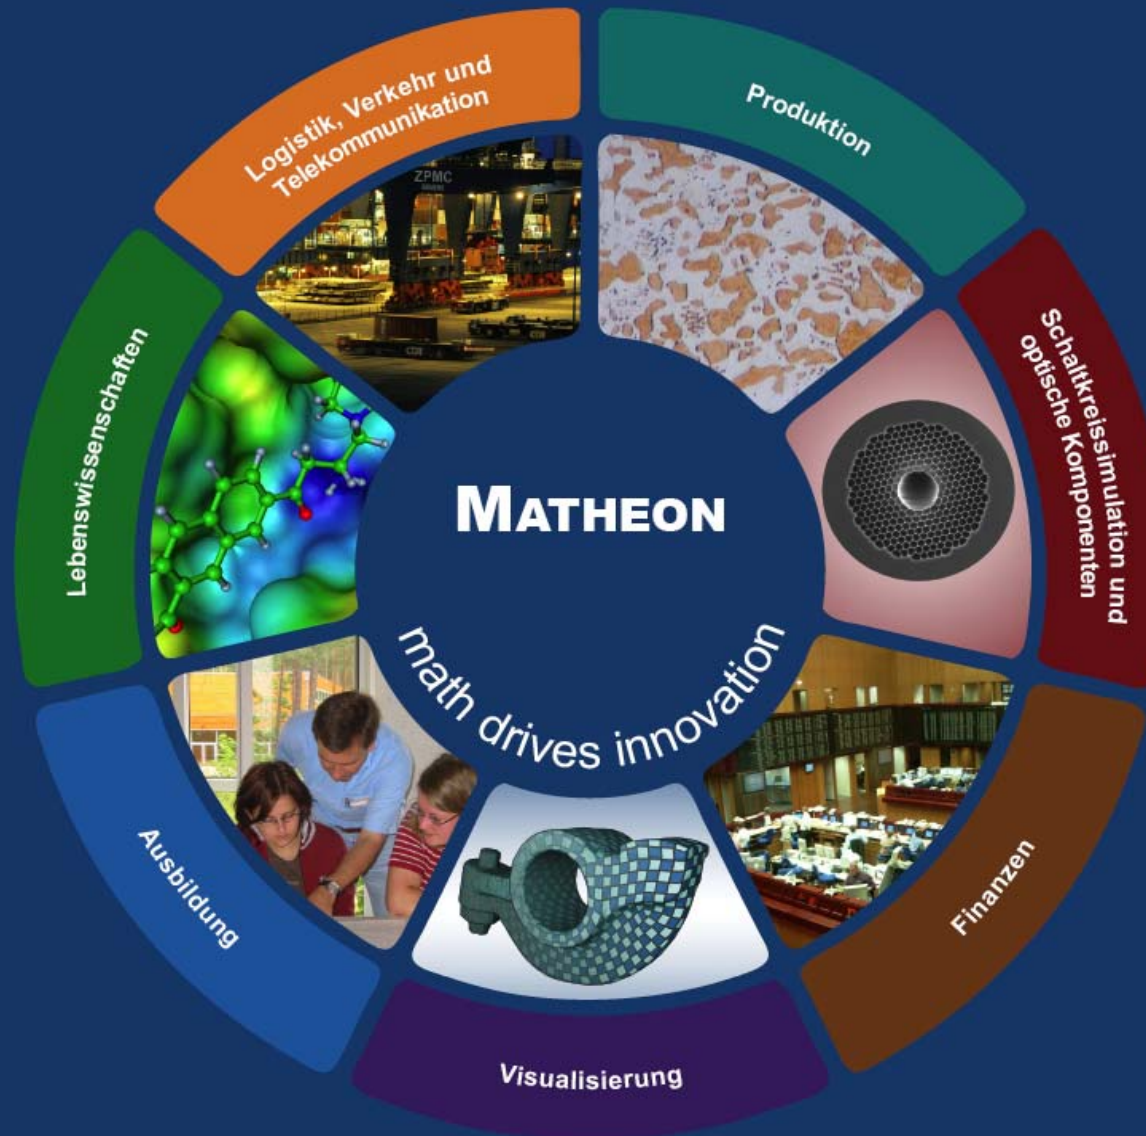 Logistik, Verkehr und
Telekommunikation
Produktion
Schaltkreissimulation und
optische Komponenten
Finanzen
Visualisierung
Ausbildung
Lebenswissenschaften
ZPMC
MATHEON
math drives innovation